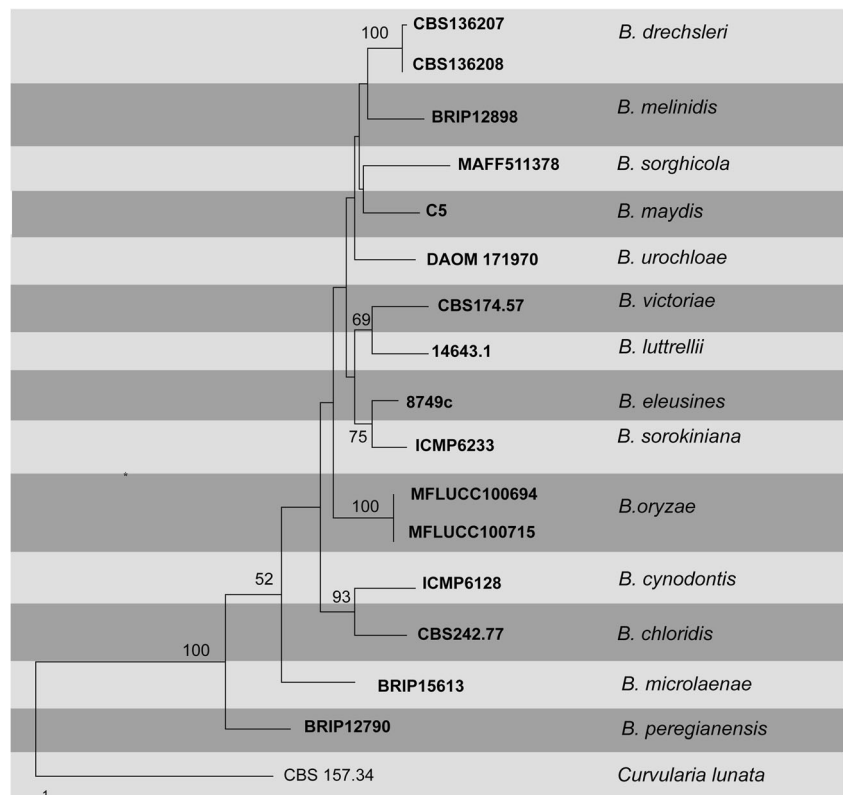 100 CBS136207 B. drechsleri
CBS136208
BRIP12898 B. melinidis
MAFF511378 B. sorghicola
C5 B. maydis
DAOM 171970 B. urochloae
CBS174.57 B. victoriae
69
14643.1 B. luttrellii
8749c B. eleusines
75 ICMP6233 B. sorokiniana
MFLUCC100694
100 B.oryzae
MFLUCC100715
52 ICMP6128 B. cynodontis
93
CBS242.77 B. chloridis
100
BRIP15613 B. microlaenae
BRIP12790 B. peregianensis
CBS 157.34 Curvularia lunata